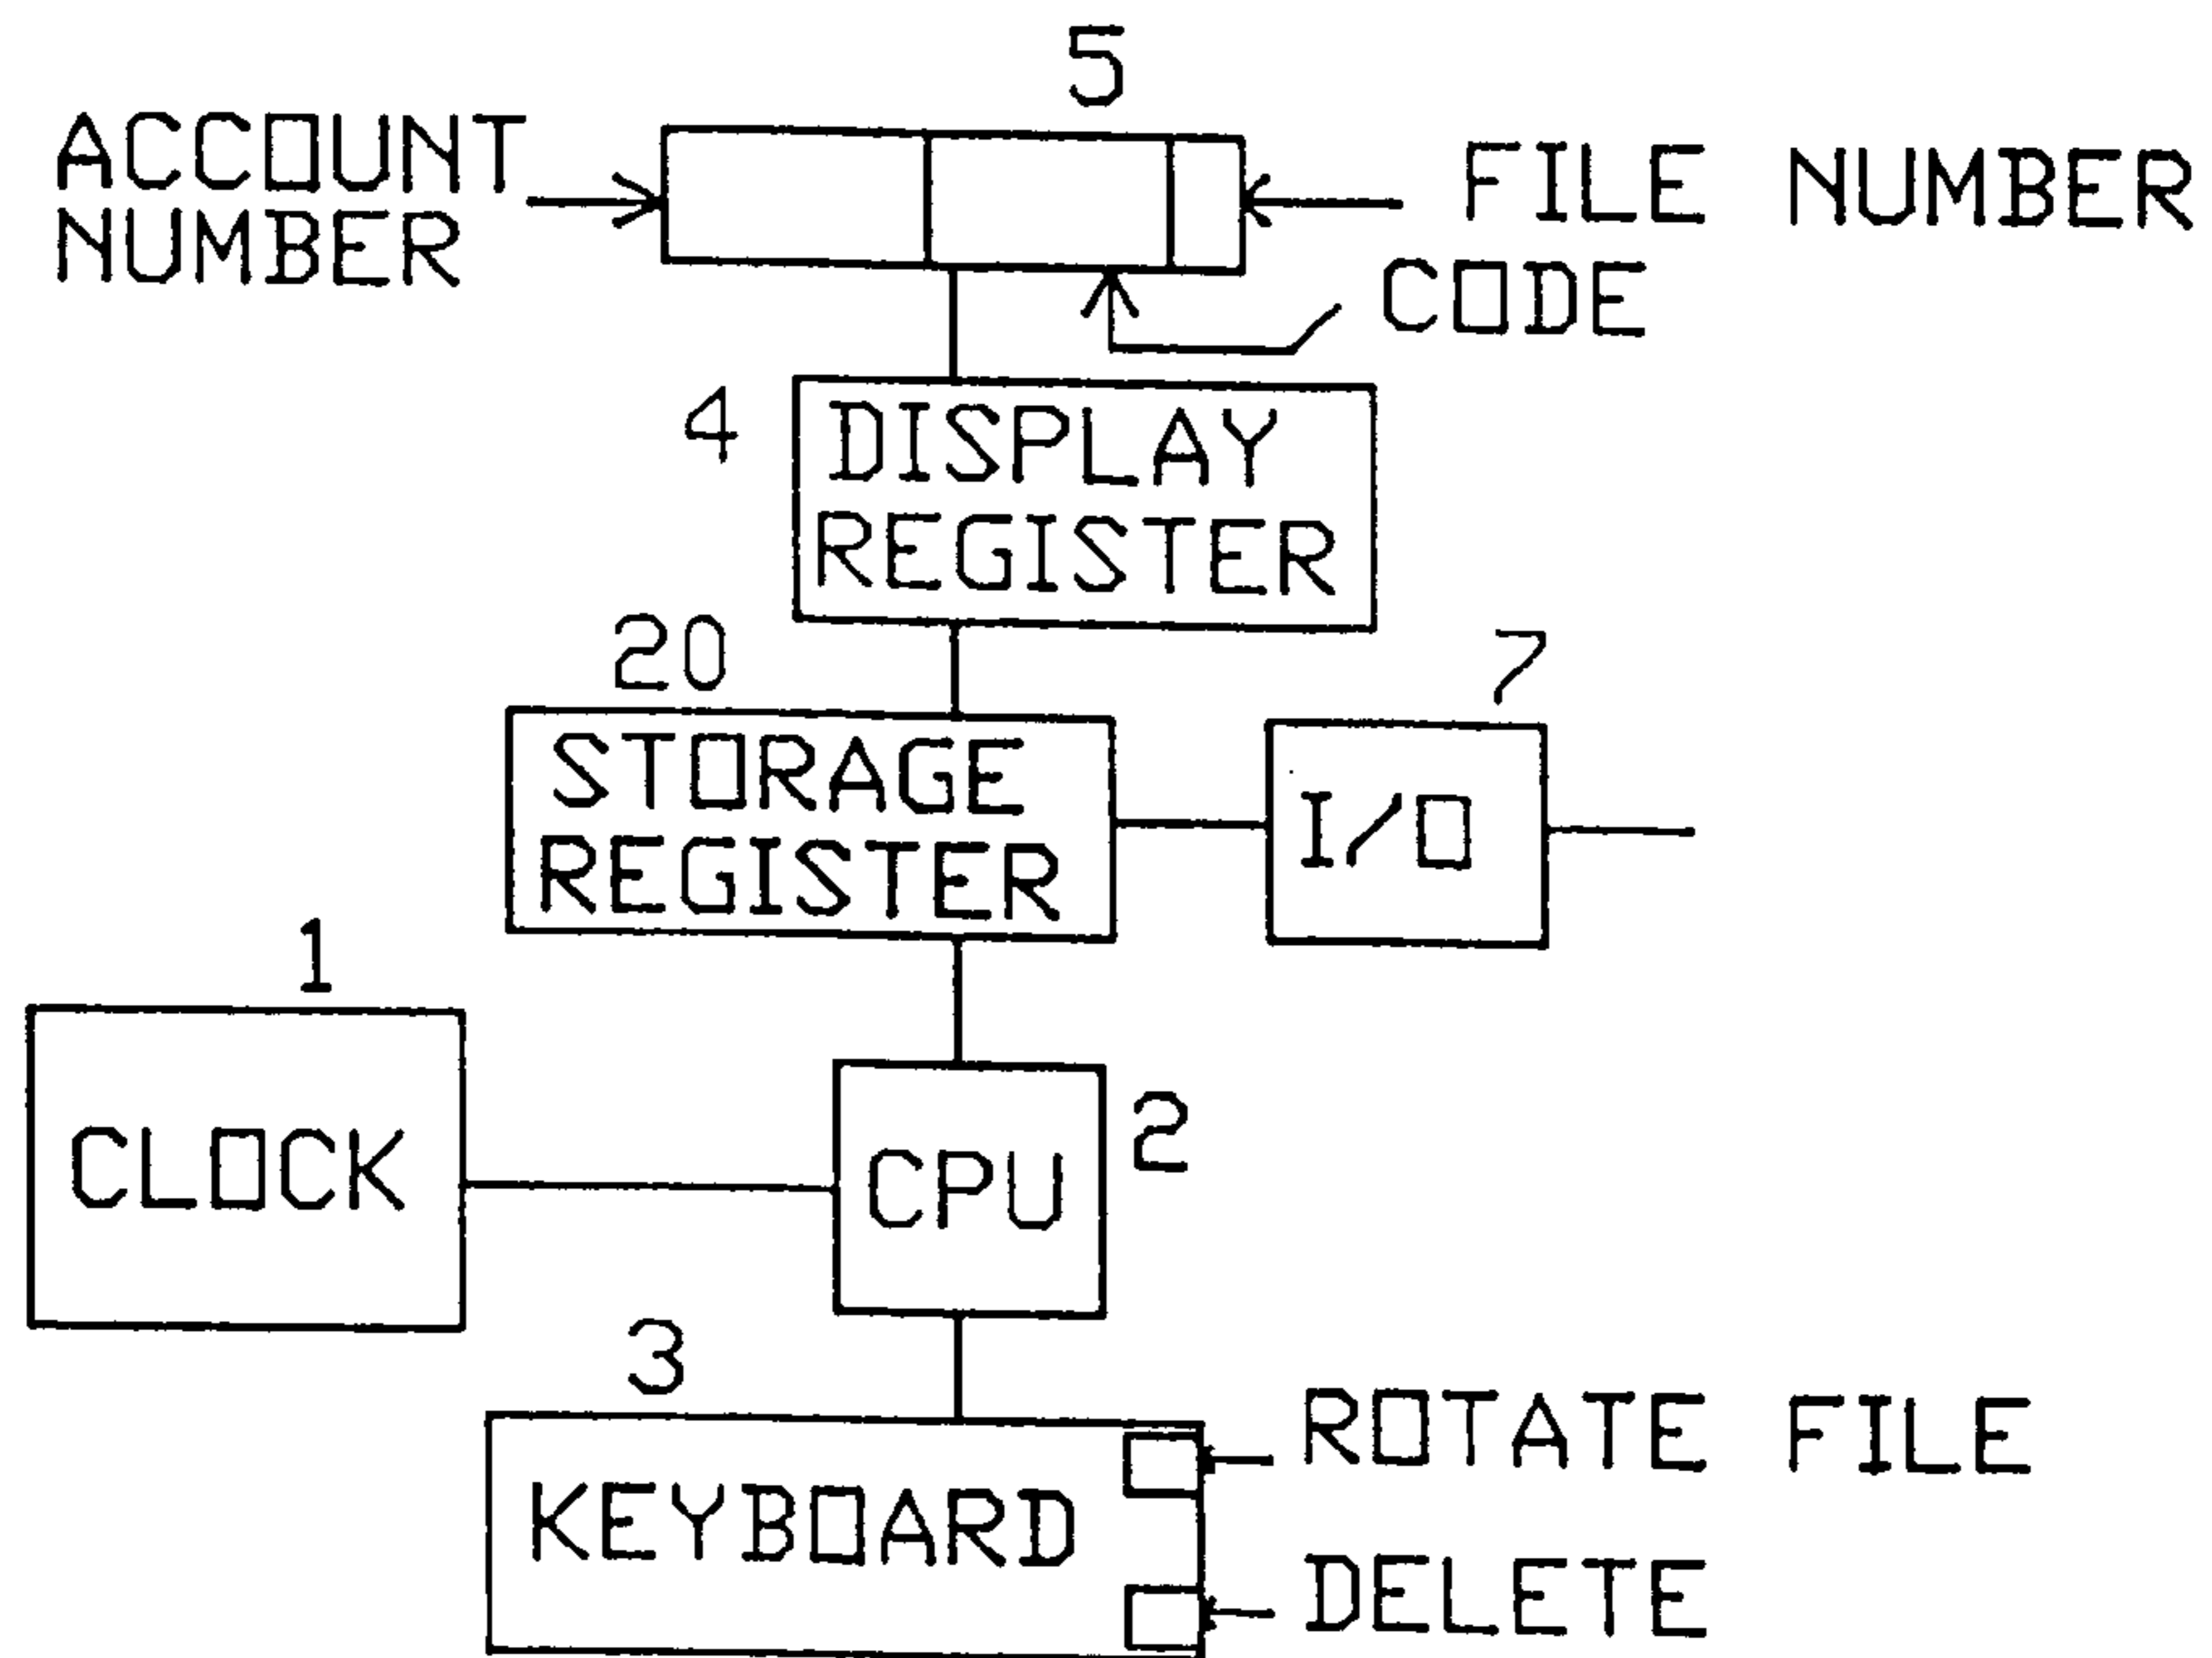 5
ACCOUNT
NUMBER
FILE NUMBER
CODE
4
DISPLAY
REGISTER
20
7
STORAGE
REGISTER
I/O
1
CLOCK
CPU
2
3
KEYBOARD
ROTATE FILE
DELETE